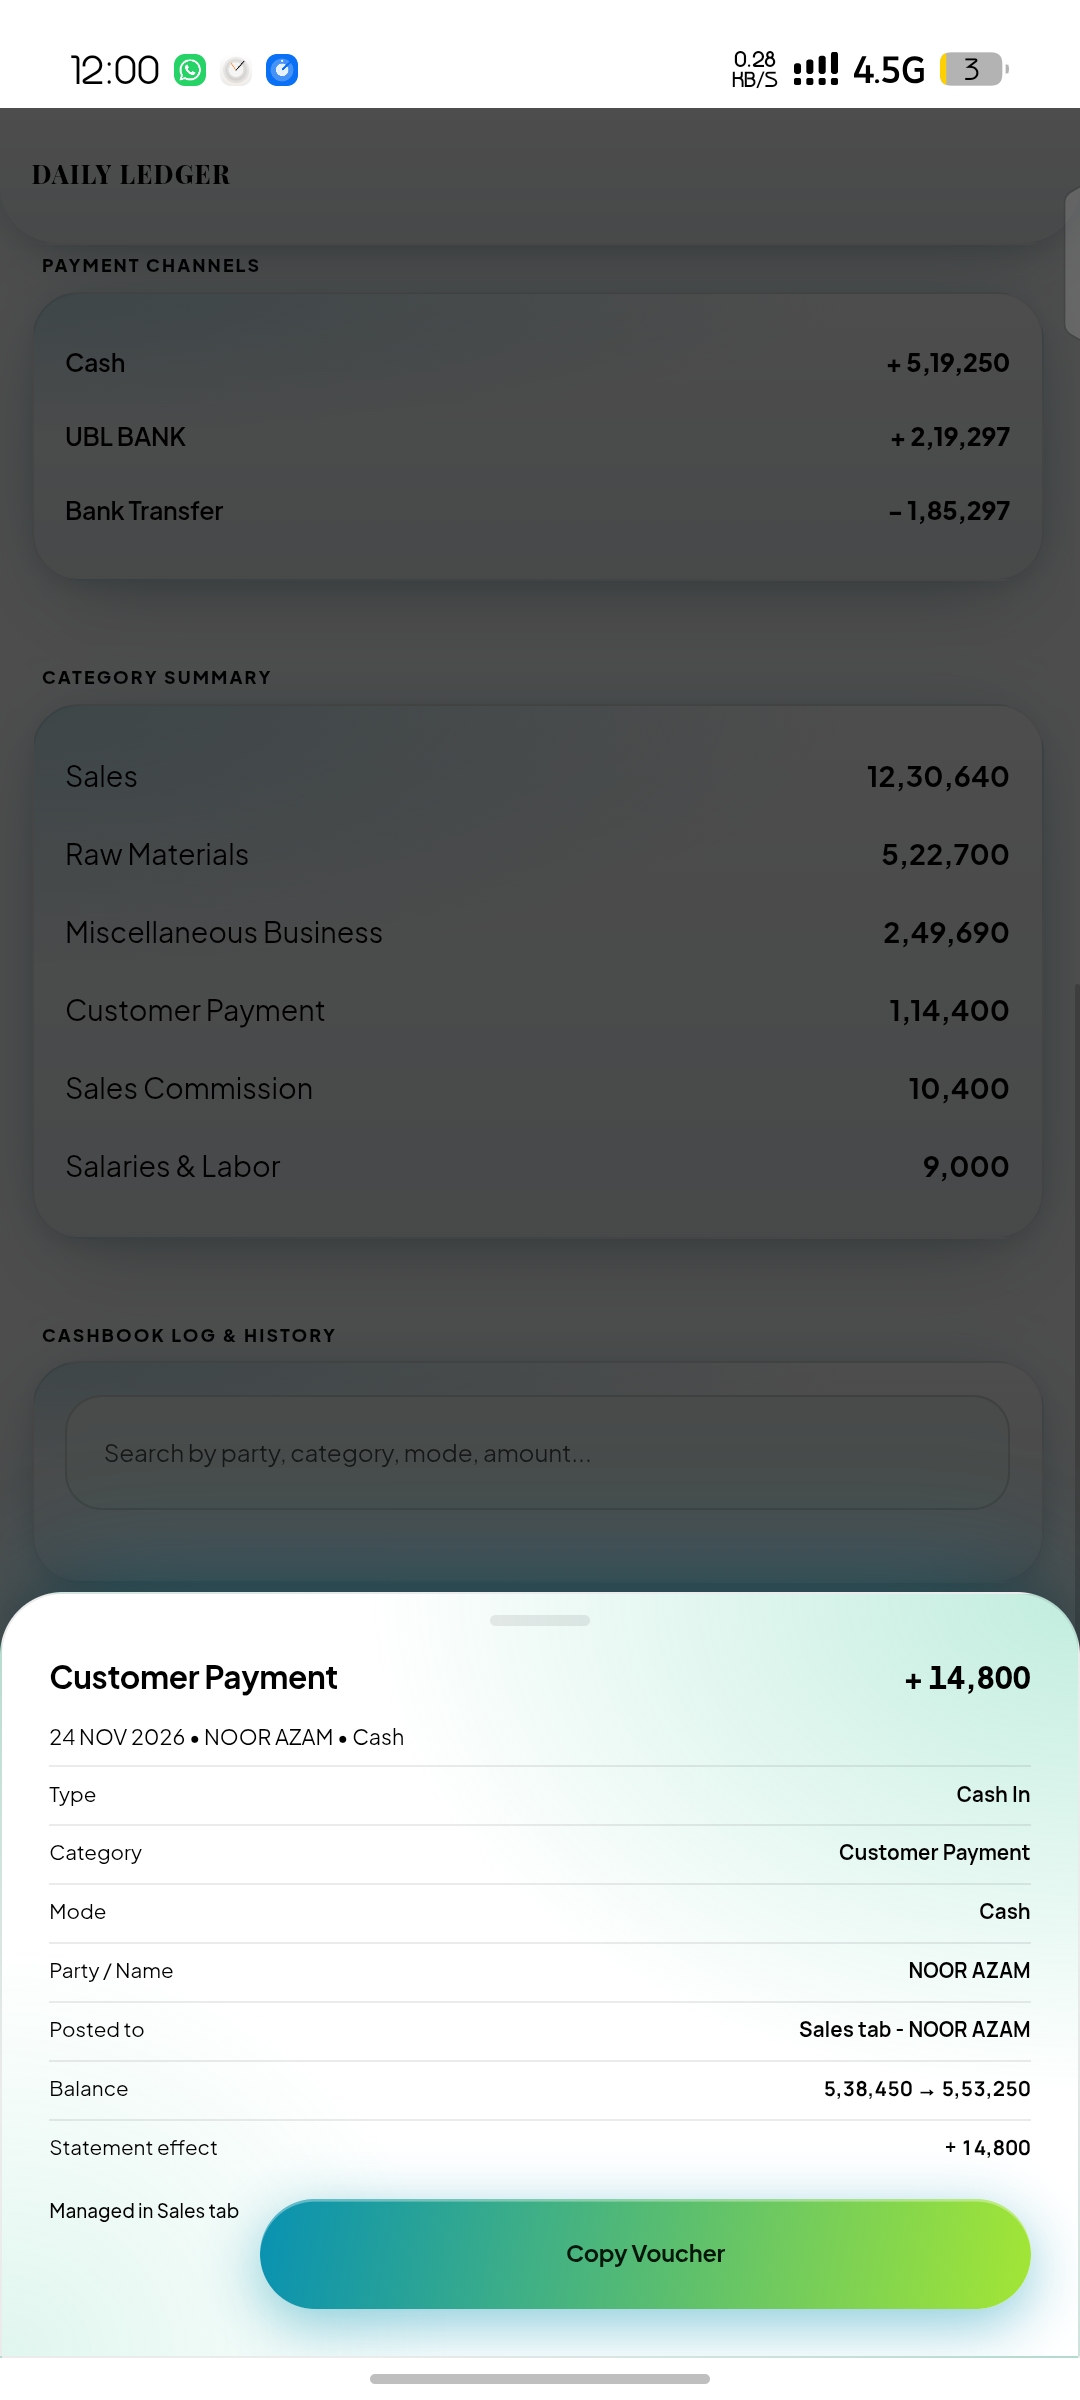 12:00
0.28
KB/S
4.5G
3
DAILY LEDGER
PAYMENT CHANNELS
Cash + 5,19,250
UBL BANK + 2,19,297
Bank Transfer – 1,85,297
CATEGORY SUMMARY
Sales 12,30,640
Raw Materials 5,22,700
Miscellaneous Business 2,49,690
Customer Payment 1,14,400
Sales Commission 10,400
Salaries & Labor 9,000
CASHBOOK LOG & HISTORY
Search by party, category, mode, amount...
Customer Payment + 14,800
24 NOV 2026 • NOOR AZAM • Cash
Type Cash In
Category Customer Payment
Mode Cash
Party / Name NOOR AZAM
Posted to Sales tab - NOOR AZAM
Balance 5,38,450 → 5,53,250
Statement effect + 14,800
Managed in Sales tab
Copy Voucher